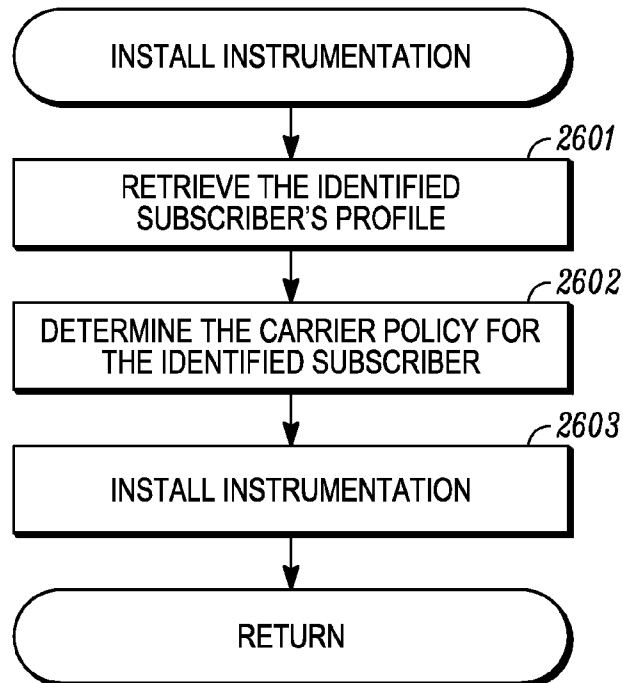 INSTALL INSTRUMENTATION
2601
RETRIEVE THE IDENTIFIED
SUBSCRIBER'S PROFILE
2602
DETERMINE THE CARRIER POLICY FOR
THE IDENTIFIED SUBSCRIBER
2603
INSTALL INSTRUMENTATION
RETURN